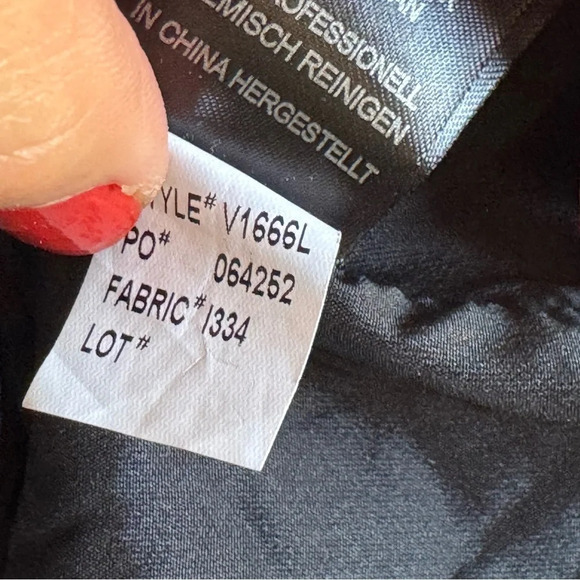 PROFESSIONELL
CHEMISCH REINIGEN
IN CHINA HERGESTELLT
STYLE# V1666L
PO# 064252
FABRIC# I334
LOT#